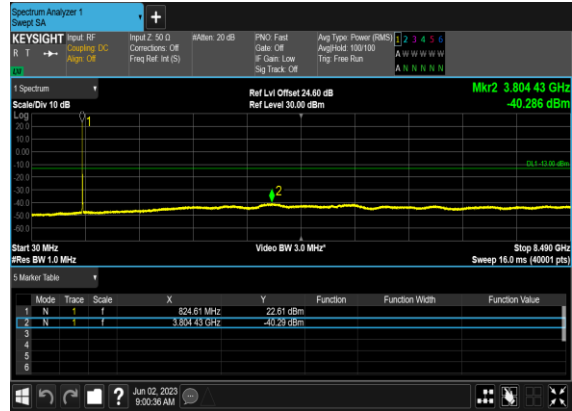 Spectrum Analyzer 1
Swept SA
+
KEYSIGHT Input: RF Input Z: 50 Ω #Atten: 20 dB PNO: Fast Avg Type: Power (RMS) 1 2 3 4 5 6
R T Coupling: DC Corrections: Off Gate: Off Avg|Hold: 100/100 A W W W W W
Align: Off Freq Ref: Int (S) IF Gain: Low Trig: Free Run
Sig Track: Off A N N N N N
1 Spectrum Ref Lvl Offset 24.60 dB Mkr2 3.804 43 GHz
Scale/Div 10 dB Ref Level 30.00 dBm -40.286 dBm
Log
1
20.0
10.0
0.00
-10.0
DL1 -13.00 dBm
-20.0
-30.0
2
-40.0
-50.0
-60.0
Start 30 MHz Video BW 3.0 MHz* Stop 8.490 GHz
#Res BW 1.0 MHz Sweep 16.0 ms (40001 pts)
5 Marker Table
Mode Trace Scale X Y Function Function Width Function Value
1 N 1 f 824.61 MHz 22.61 dBm
2 N 1 f 3.804 43 GHz -40.29 dBm
3
4
5
6
? Jun 02, 2023
9:00:36 AM